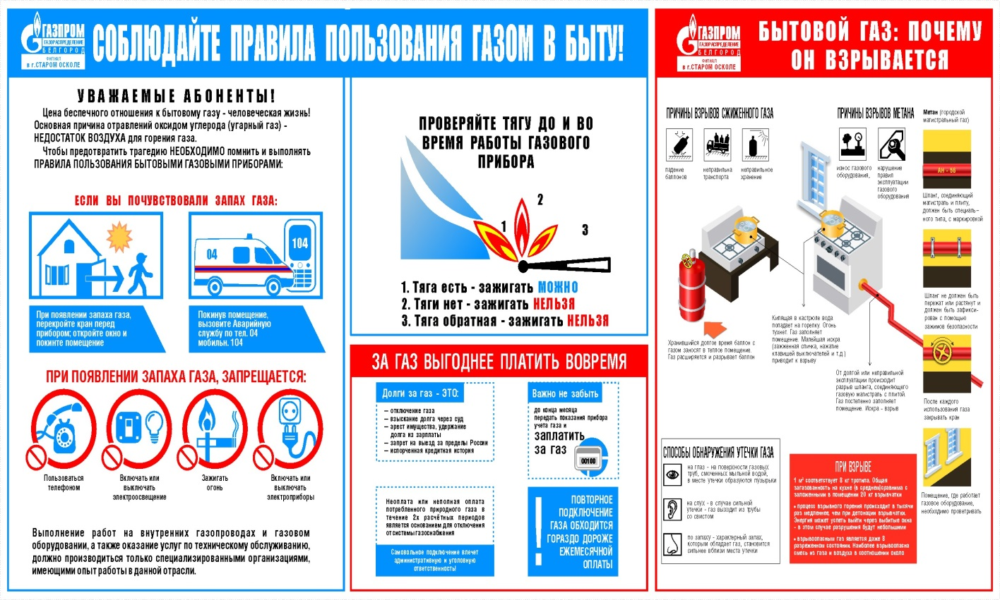 ГАЗПРОМ
ГАЗОРАСПРЕДЕЛЕНИЕ
БЕЛГОРОД
ФИЛИАЛ
в г.СТАРОМ ОСКОЛЕ
СОБЛЮДАЙТЕ ПРАВИЛА ПОЛЬЗОВАНИЯ ГАЗОМ В БЫТУ!
УВАЖАЕМЫЕ АБОНЕНТЫ!
Цена беспечного отношения к бытовому газу - человеческая жизнь!
Основная причина отравлений оксидом углерода (угарный газ) -
НЕДОСТАТОК ВОЗДУХА для горения газа.
Чтобы предотвратить трагедию НЕОБХОДИМО помнить и выполнять
ПРАВИЛА ПОЛЬЗОВАНИЯ БЫТОВЫМИ ГАЗОВЫМИ ПРИБОРАМИ:
ЕСЛИ ВЫ ПОЧУВСТВОВАЛИ ЗАПАХ ГАЗА:
04
104
При появлении запаха газа,
перекройте кран перед
прибором; откройте окно и
покинте помещение
Покинув помещение,
вызовите Аварийную
службу по тел. 04
мобильн. 104
ПРИ ПОЯВЛЕНИИ ЗАПАХА ГАЗА, ЗАПРЕЩАЕТСЯ:
Пользоваться
телефоном
Включать или
выключать
электроосвещение
Зажигать
огонь
Включать или
выключать
электроприборы
Выполнение работ на внутренних газопроводах и газовом
оборудовании, а также оказание услуг по техническому обслуживанию,
должно производиться только специализированными организациями,
имеющими опыт работы в данной отрасли.
ПРОВЕРЯЙТЕ ТЯГУ ДО И ВО
ВРЕМЯ РАБОТЫ ГАЗОВОГО
ПРИБОРА
1
2
3
1. Тяга есть - зажигать МОЖНО
2. Тяги нет - зажигать НЕЛЬЗЯ
3. Тяга обратная - зажигать НЕЛЬЗЯ
ЗА ГАЗ ВЫГОДНЕЕ ПЛАТИТЬ ВОВРЕМЯ
Долги за газ - ЭТО:
— отключение газа
— взыскание долга через суд
— арест имущества, удержание
долга из зарплаты
— запрет на выезд за пределы России
— испорченная кредитная история
Важно не забыть
до конца месяца
передать показания прибора
учета газа и
заплатить
за газ
00100
Неоплата или неполная оплата
потребленного природного газа в
течение 2х расчётных периодов
является основанием для отключения
от системы газоснабжения
Самовольное подключение влечет
административную и уголовную
ответственность!
!
ПОВТОРНОЕ
ПОДКЛЮЧЕНИЕ
ГАЗА ОБХОДИТСЯ
ГОРАЗДО ДОРОЖЕ
ЕЖЕМЕСЯЧНОЙ
ОПЛАТЫ
ГАЗПРОМ
ГАЗОРАСПРЕДЕЛЕНИЕ
БЕЛГОРОД
ФИЛИАЛ
в г.СТАРОМ ОСКОЛЕ
БЫТОВОЙ ГАЗ: ПОЧЕМУ
ОН ВЗРЫВАЕТСЯ
ПРИЧИНЫ ВЗРЫВОВ СЖИЖЕННОГО ГАЗА
падение
баллонов
неправильна
транспорта
неправильное
хранение
ПРИЧИНЫ ВЗРЫВОВ МЕТАНА
износ газового
оборудования,
нарушение
правил
эксплуатации
газового
оборудования
Метан (городской
магистральный газ)
АН - 56
Шланг, соединяющий
магистраль и плиту,
должен быть специаль-
ного типа, с маркировкой
Шланг не должен быть
пережат или растянут и
должен быть зафикси-
рован с помощью
зажимов безопасности
После каждого
использования газа
закрывать кран
Помещение, где работает
газовое оборудование,
необходимо проветривать
Хранившийся долгое время баллон с
газом заносят в теплое помещение.
Газ расширяется и разрывает баллон
Кипящая в кастрюле вода
попадает на горелку. Огонь
тухнет. Газ заполняет
помещение. Малейшая искра
(зажженная спичка, нажатие
клавишей выключателей и т.д.)
приводит к взрыву
От долгой или неправильной
эксплуатации происходит
разрыв шланга, соединяющего
газовую магистраль с плитой.
Газ постепенно заполняет
помещение. Искра - взрыв
СПОСОБЫ ОБНАРУЖЕНИЯ УТЕЧКИ ГАЗА
на глаз - на поверхности газовых
труб, смоченных мыльной водой,
в месте утечки образуются пузырьки
на слух - в случае сильной
утечки - газ выходит из трубы
со свистом
по запаху - характерный запах,
которым обладает газ, становится
сильнее вблизи места утечки
ПРИ ВЗРЫВЕ
1 м³ соответствует 8 кг тротила. Общая
загазованность на кухне (в среднем)сравнима с
заложенными в помещении 20 кг взрывчатки
• процесс взрывного горения происходит в тысячи
раз медленнее, чем при детонации взрывчатки.
Энергия может успеть выйти через выбитые окна
- в этом случае разрушения будут небольшими
• взрывоопасным газ является даже в
разреженном состоянии. Наиболее взрывоопасна
смесь из газа и воздуха в соотношении около